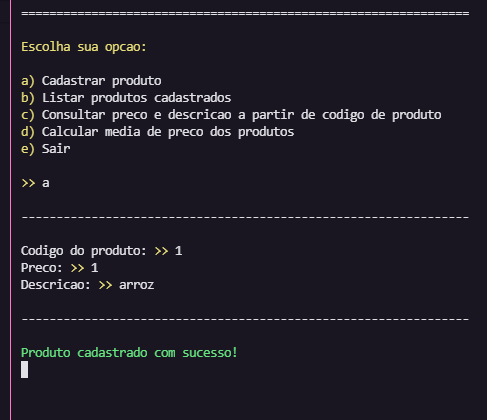 ================================================================
Escolha sua opcao:
a) Cadastrar produto
b) Listar produtos cadastrados
c) Consultar preco e descricao a partir de codigo de produto
d) Calcular media de preco dos produtos
e) Sair
>> a
----------------------------------------------------------------
Codigo do produto: >> 1
Preco: >> 1
Descricao: >> arroz
----------------------------------------------------------------
Produto cadastrado com sucesso!